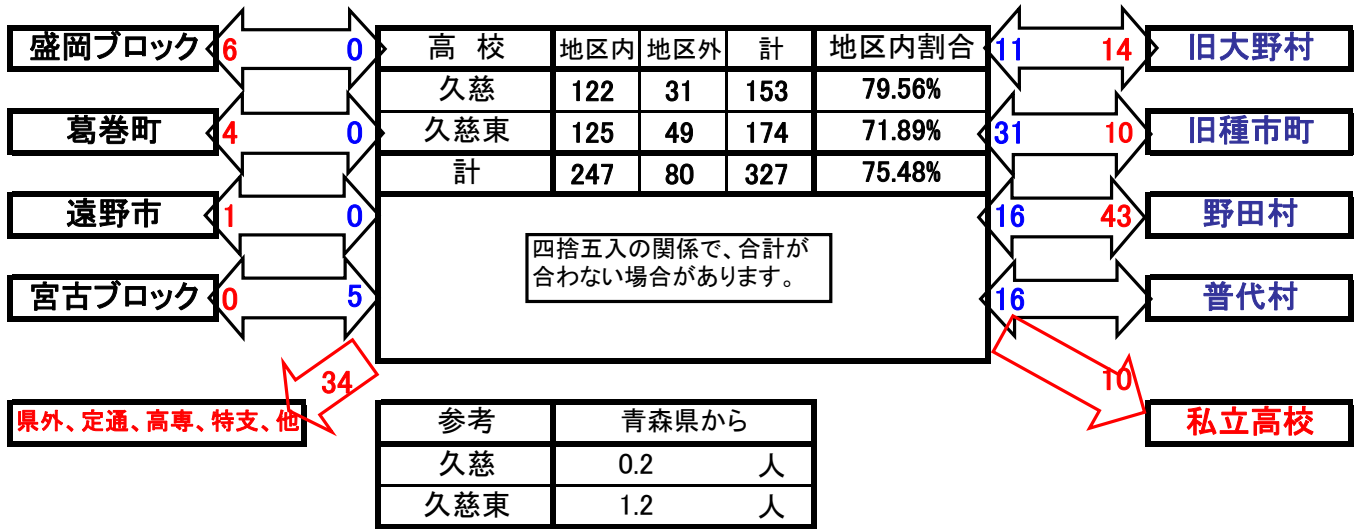 盛岡ブロック 6 0 高 校 地区内 地区外 計 地区内割合 11 14 旧大野村
久慈 122 31 153 79.56%
葛巻町 4 0 久慈東 125 49 174 71.89% 31 10 旧種市町
計 247 80 327 75.48%
遠野市 1 0 16 43 野田村
四捨五入の関係で、合計が
合わない場合があります。
宮古ブロック 0 5 16 普代村
34 10
県外、定通、高専、特支、他 私立高校
参考 青森県から
久慈 0.2 人
久慈東 1.2 人